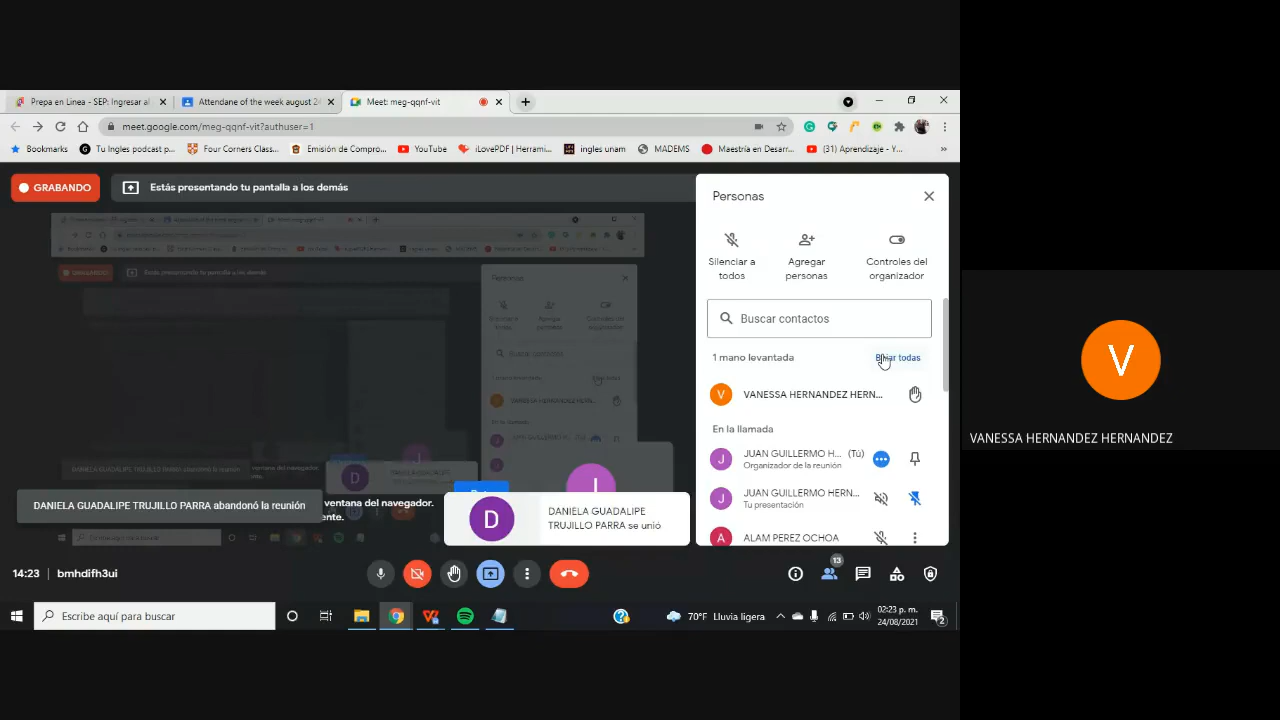 Prepa en Linea - SEP: Ingresar al
Attendane of the week august 24
Meet: meg-qqnf-vit
meet.google.com/meg-qqnf-vit?authuser=1
Bookmarks
Tu Ingles podcast p...
Four Corners Class...
Emisión de Compro...
YouTube
iLovePDF | Herrami...
ingles unam
MADEMS
Maestría en Desarr...
(31) Aprendizaje - Y...
GRABANDO
Estás presentando tu pantalla a los demás
Personas
Silenciar a
todos
Agregar
personas
Controles del
organizador
Buscar contactos
1 mano levantada
todas
V
VANESSA HERNANDEZ HERN...
En la llamada
J
JUAN GUILLERMO H... (Tú)
Organizador de la reunión
J
JUAN GUILLERMO HERN...
Tu presentación
A
ALAM PEREZ OCHOA
DANIELA GUADALIPE TRUJILLO PARRA abandonó la reunión
ventana del navegador.
D
DANIELA GUADALIPE
TRUJILLO PARRA se unió
14:23 | bmhdifh3ui
13
Escribe aquí para buscar
70°F Lluvia ligera
02:23 p. m.
24/08/2021
2
V
VANESSA HERNANDEZ HERNANDEZ